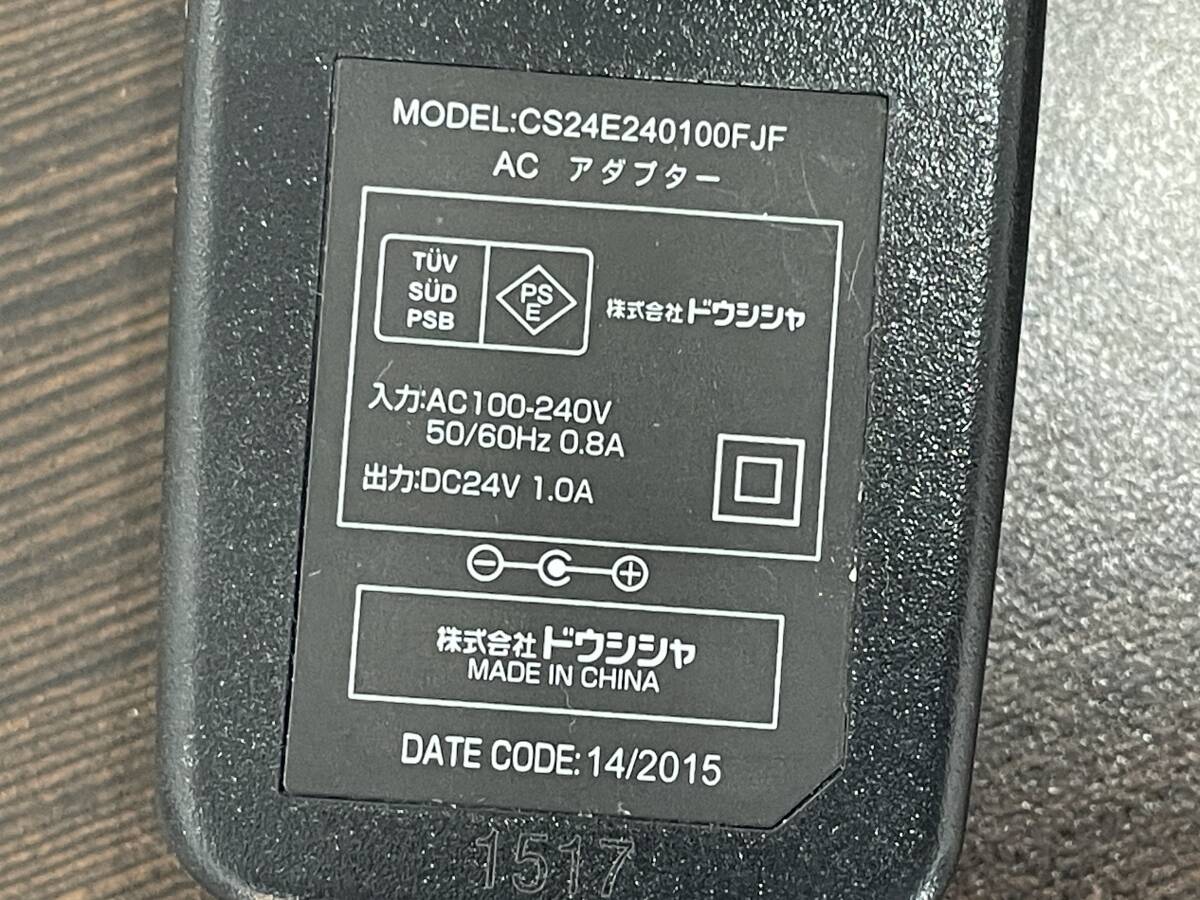 MODEL:CS24E240100FJF
AC アダプター
TÜV
SÜD
PSB
PS
E
株式会社ドウシシャ
入力:AC100-240V
50/60Hz 0.8A
出力:DC24V 1.0A
株式会社ドウシシャ
MADE IN CHINA
DATE CODE: 14/2015
1517